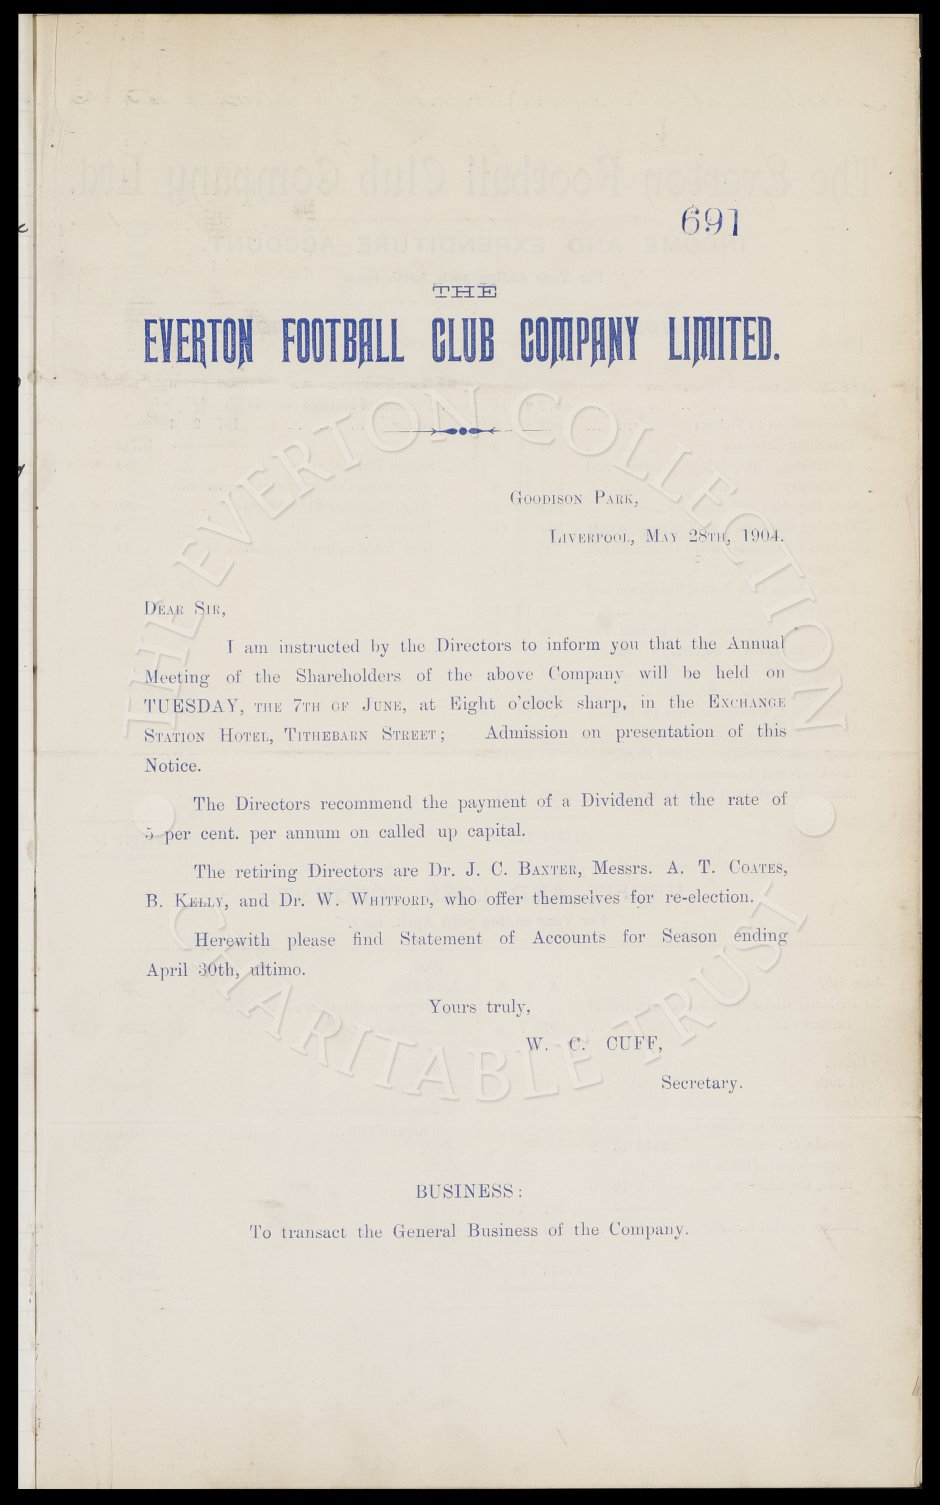 691
THE
EVERTON FOOTBALL CLUB COMPANY LIMITED.
GOODISON PARK,
LIVERPOOL, MAY 28TH, 1904.
DEAR SIR,
I am instructed by the Directors to inform you that the Annual
Meeting of the Shareholders of the above Company will be held on
TUESDAY, THE 7TH OF JUNE, at Eight o'clock sharp, in the EXCHANGE
STATION HOTEL, TITHEBARN STREET; Admission on presentation of this
Notice.
The Directors recommend the payment of a Dividend at the rate of
5 per cent. per annum on called up capital.
The retiring Directors are Dr. J. C. BAXTER, Messrs. A. T. COATES,
B. KELLY, and Dr. W. WHITFORD, who offer themselves for re-election.
Herewith please find Statement of Accounts for Season ending
April 30th, ultimo.
Yours truly,
W. C. CUFF,
Secretary.
BUSINESS:
To transact the General Business of the Company.
THE EVERTON COLLECTION
CHARITABLE TRUST